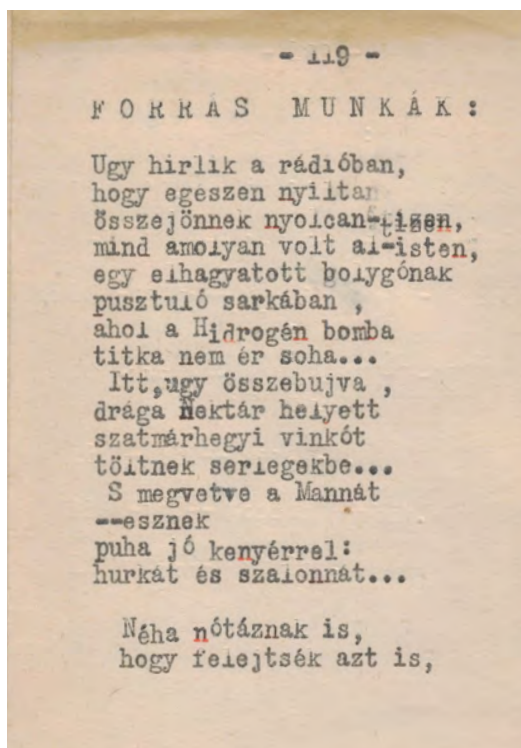 - 119 -
FORRÁS MUNKÁK:
Ugy hirlik a rádióban,
hogy egeszen nyiltan
összejönnek nyolcan-tizen,
mind amolyan volt al-isten,
egy elhagyatott bolygónak
pusztuló sarkában ,
ahol a Hidrogén bomba
titka nem ér soha...
Itt,ugy összebujva ,
drága Nektár helyett
szatmárhegyi vinkót
töltnek serlegekbe...
S megvetve a Mannát
--esznek
puha jó kenyérrel:
hurkát és szalonnát...
Néha nótáznak is,
hogy felejtsék azt is,